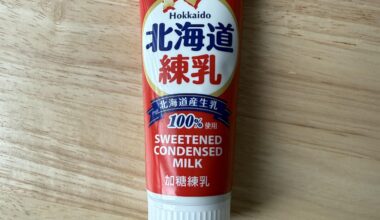 Hokkaido
北海道
練乳
北海道産生乳
100%使用
SWEETENED
CONDENSED
MILK
加糖練乳